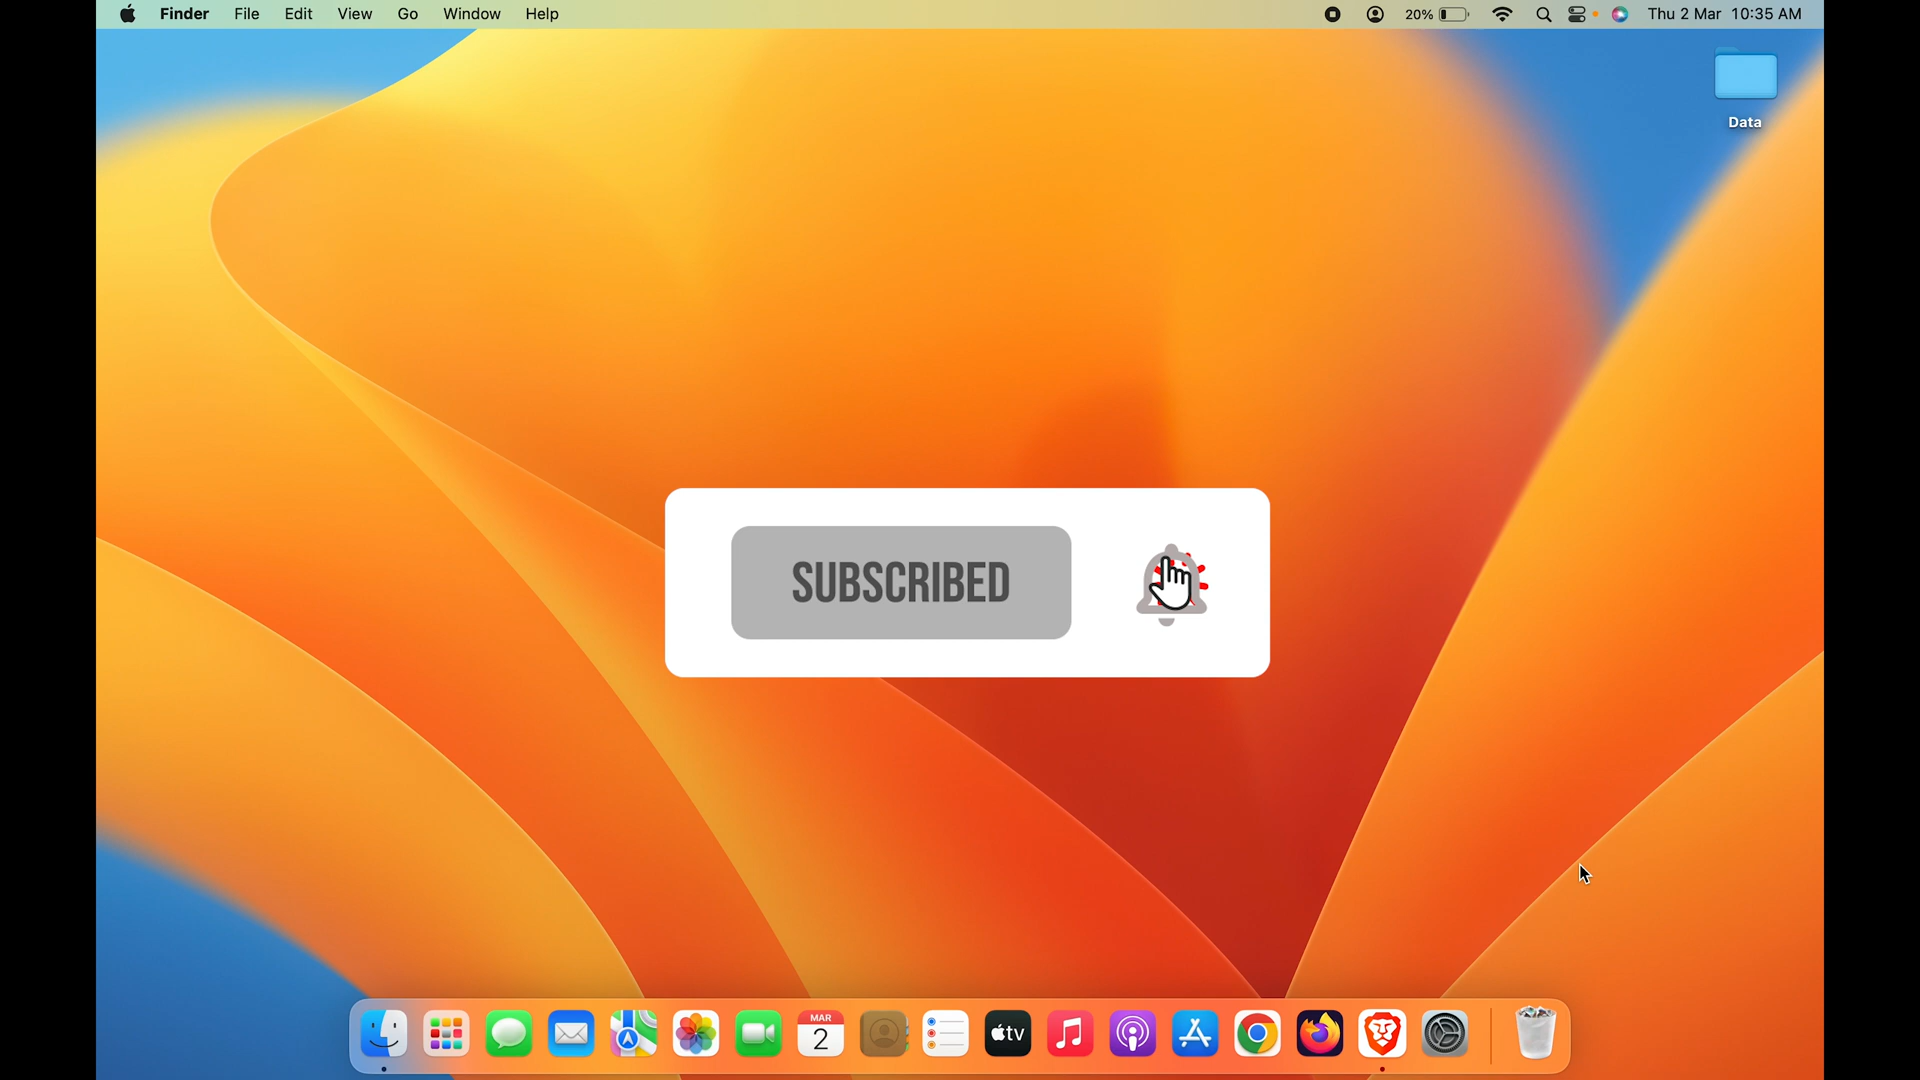 Finder File Edit View Go Window Help 20% Thu 2 Mar 10:35 AM
Data
SUBSCRIBED
MAR
2
tv